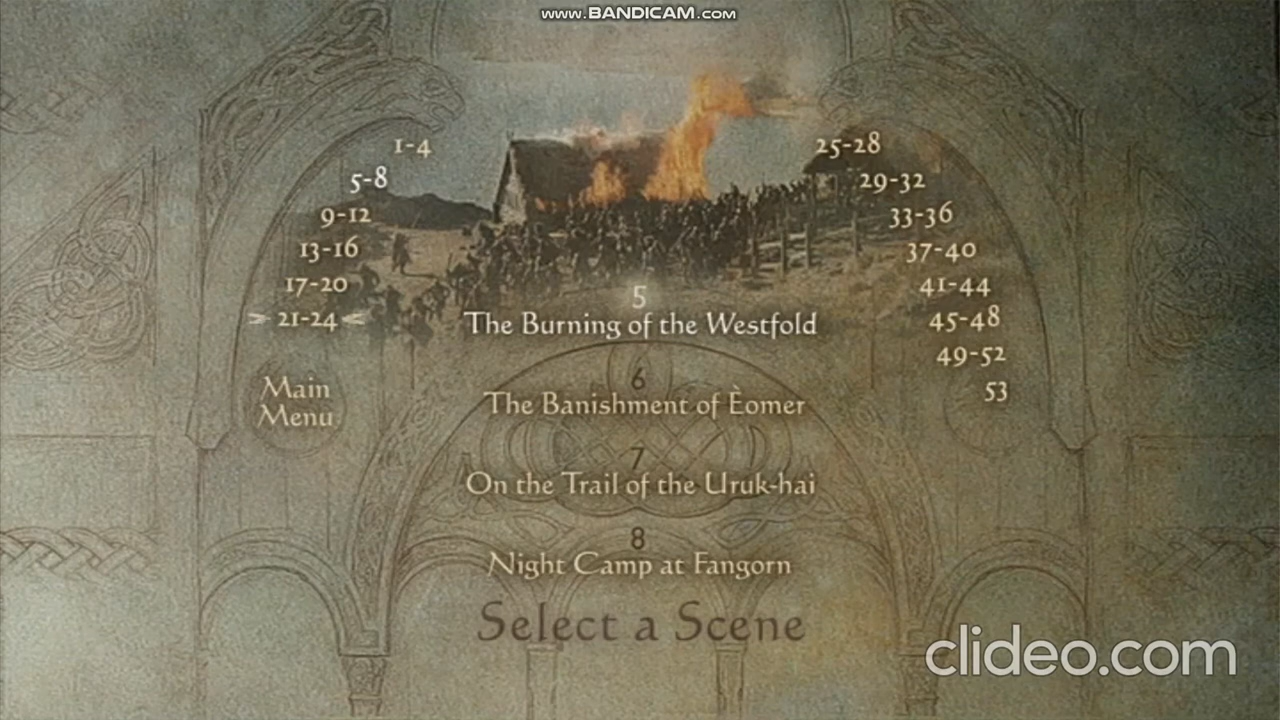 www.BANDICAM.com
1-4
5-8
9-12
13-16
17-20
21-24
Main
Menu
25-28
29-32
33-36
37-40
41-44
45-48
49-52
53
5
The Burning of the Westfold
6
The Banishment of Èomer
7
On the Trail of the Uruk-hai
8
Night Camp at Fangorn
Select a Scene
clideo.com